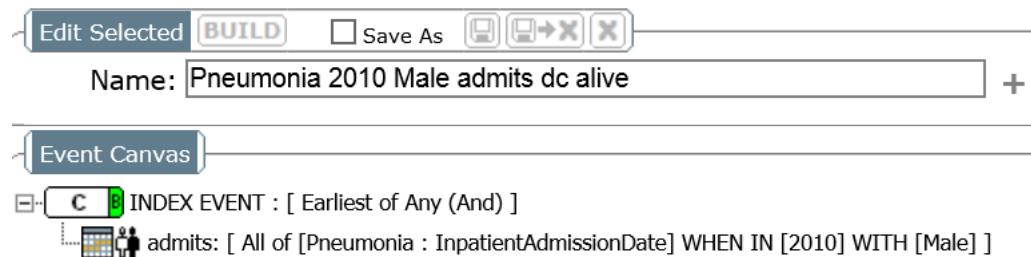 Edit Selected BUILD Save As
Name: Pneumonia 2010 Male admits dc alive +
Event Canvas
C B INDEX EVENT : [ Earliest of Any (And) ]
admits: [ All of [Pneumonia : InpatientAdmissionDate] WHEN IN [2010] WITH [Male] ]